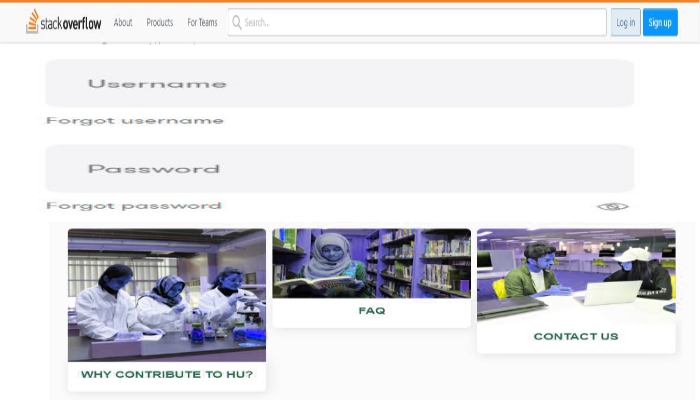 stackoverflow About Products For Teams Search... Log in Sign up
Username
Forgot username
Password
Forgot password
FAQ
CONTACT US
WHY CONTRIBUTE TO HU?